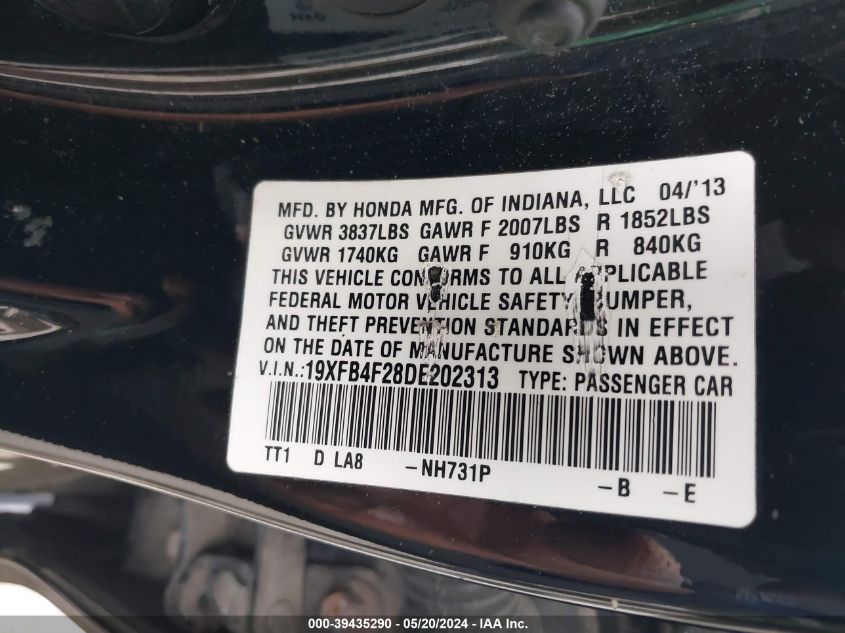 MFD. BY HONDA MFG. OF INDIANA, LLC 04/'13
GVWR 3837LBS GAWR F 2007LBS R 1852LBS
GVWR 1740KG GAWR F 910KG R 840KG
THIS VEHICLE CONFORMS TO ALL APPLICABLE
FEDERAL MOTOR VEHICLE SAFETY, BUMPER,
AND THEFT PREVENTION STANDARDS IN EFFECT
ON THE DATE OF MANUFACTURE SHOWN ABOVE.
V.I.N.:19XFB4F28DE202313 TYPE: PASSENGER CAR
TT1 D LA8 -NH731P
-B -E
000-39435290 - 05/20/2024 - IAAI - Copart, Inc.